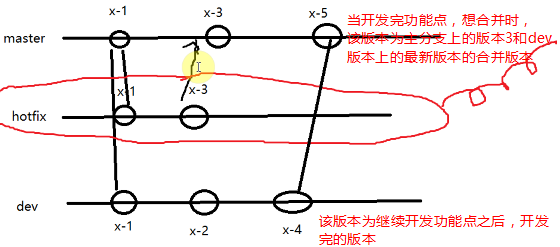 x-1 x-3 x-5
当开发完功能点，想合并时，
master
该版本为主分支上的版本3和dev
版本上的最新版本的合并版本
x-1 x-3
hotfix
dev
x-1 x-2 x-4
该版本为继续开发功能点之后，开发
完的版本